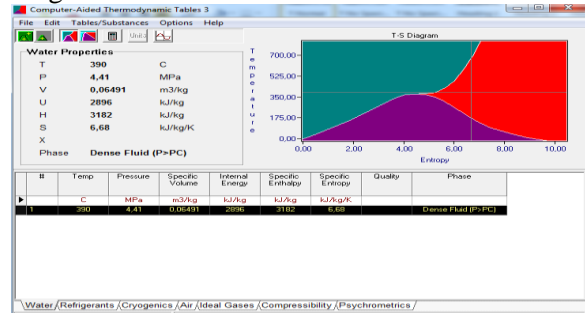 Computer-Aided Thermodynamic Tables 3
File Edit Tables/Substances Options Help
Units
Water Properties
T 390 C
P 4,41 MPa
V 0,06491 m3/kg
U 2896 kJ/kg
H 3182 kJ/kg
S 6,68 kJ/kg/K
X
Phase Dense Fluid (P>PC)
T-S Diagram
Temperature
700,00
525,00
350,00
175,00
0,00
0,00 2,00 4,00 6,00 8,00 10,00
Entropy
# Temp Pressure Specific Volume Internal Energy Specific Enthalpy Specific Entropy Quality Phase
C MPa m3/kg kJ/kg kJ/kg kJ/kg/K
1 390 4,41 0,06491 2896 3182 6,68 Dense Fluid (P>PC)
Water Refrigerants Cryogenics Air Ideal Gases Compressibility Psychrometrics